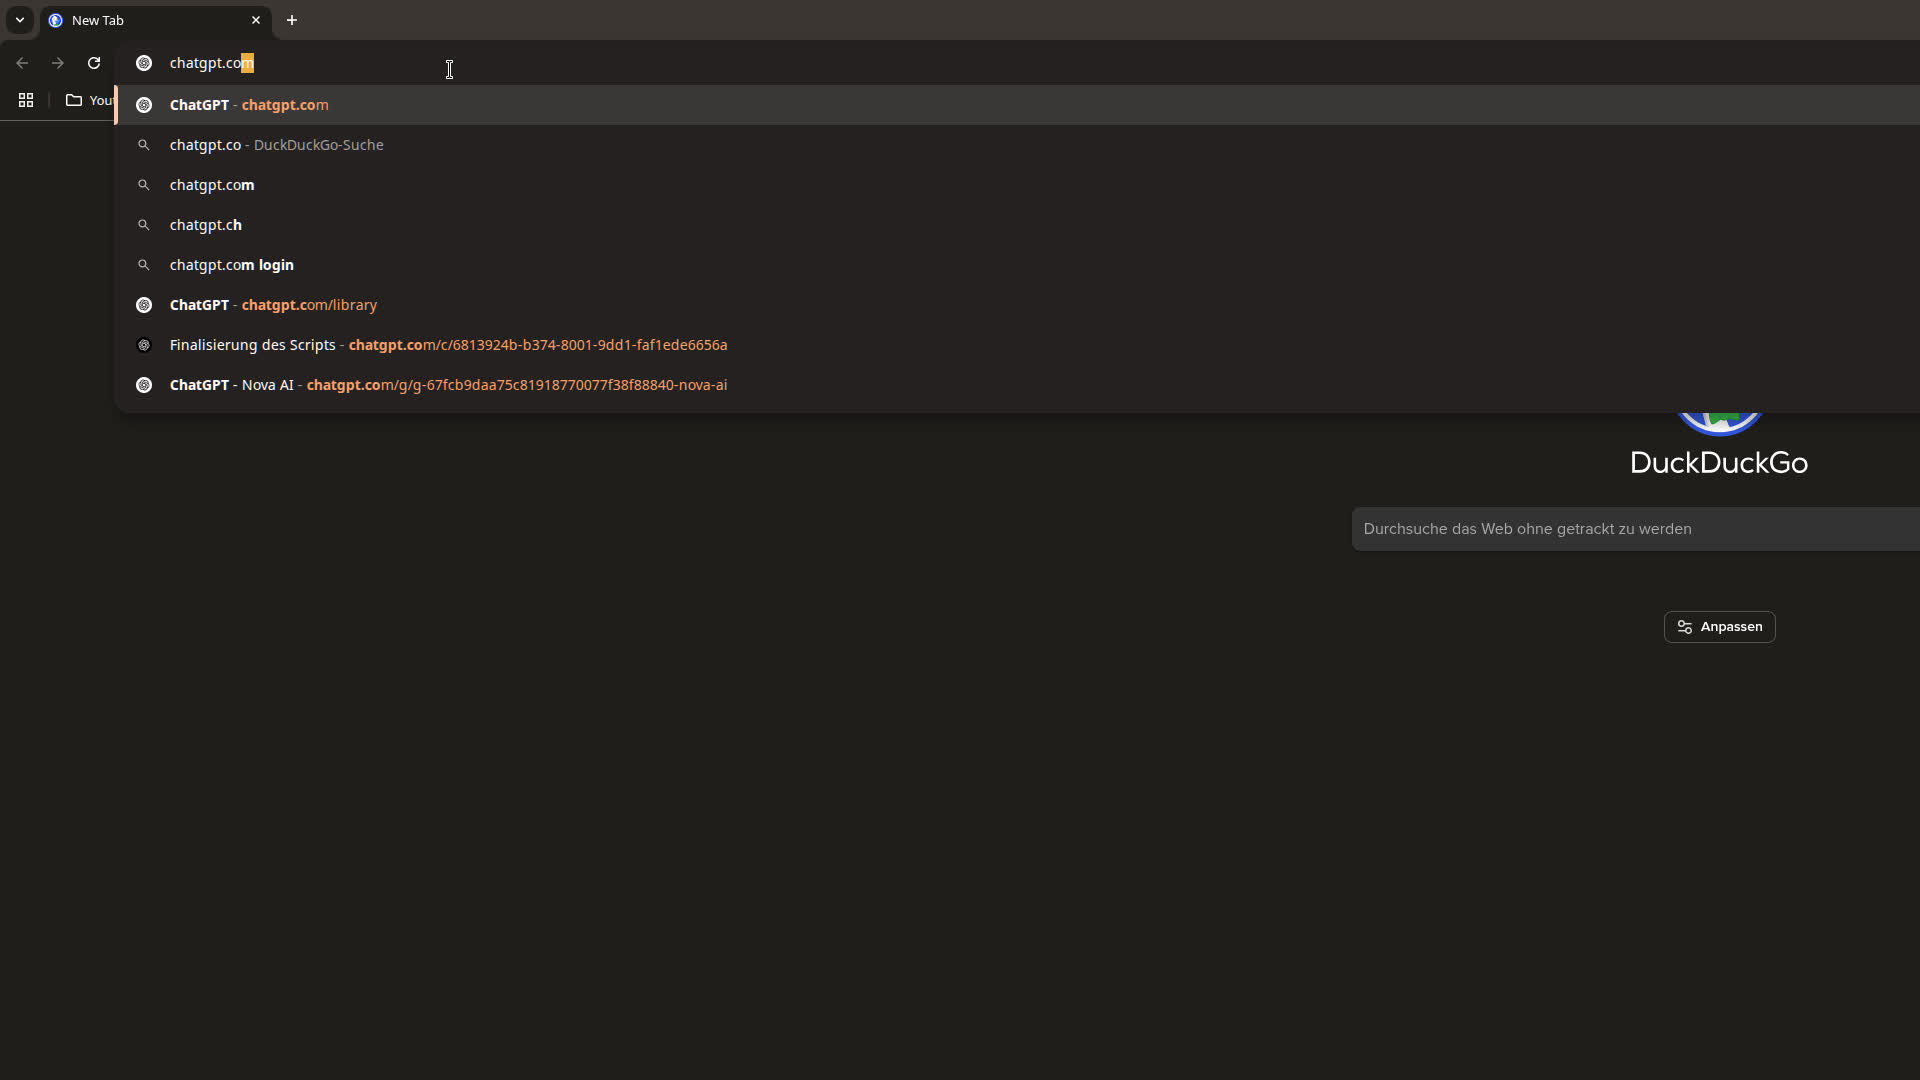 New Tab
chatgpt.com
ChatGPT - chatgpt.com
chatgpt.co - DuckDuckGo-Suche
chatgpt.com
chatgpt.ch
chatgpt.com login
ChatGPT - chatgpt.com/library
Finalisierung des Scripts - chatgpt.com/c/6813924b-b374-8001-9dd1-faf1ede6656a
ChatGPT - Nova AI - chatgpt.com/g/g-67fcb9daa75c81918770077f38f88840-nova-ai
DuckDuckGo
Durchsuche das Web ohne getrackt zu werden
Anpassen